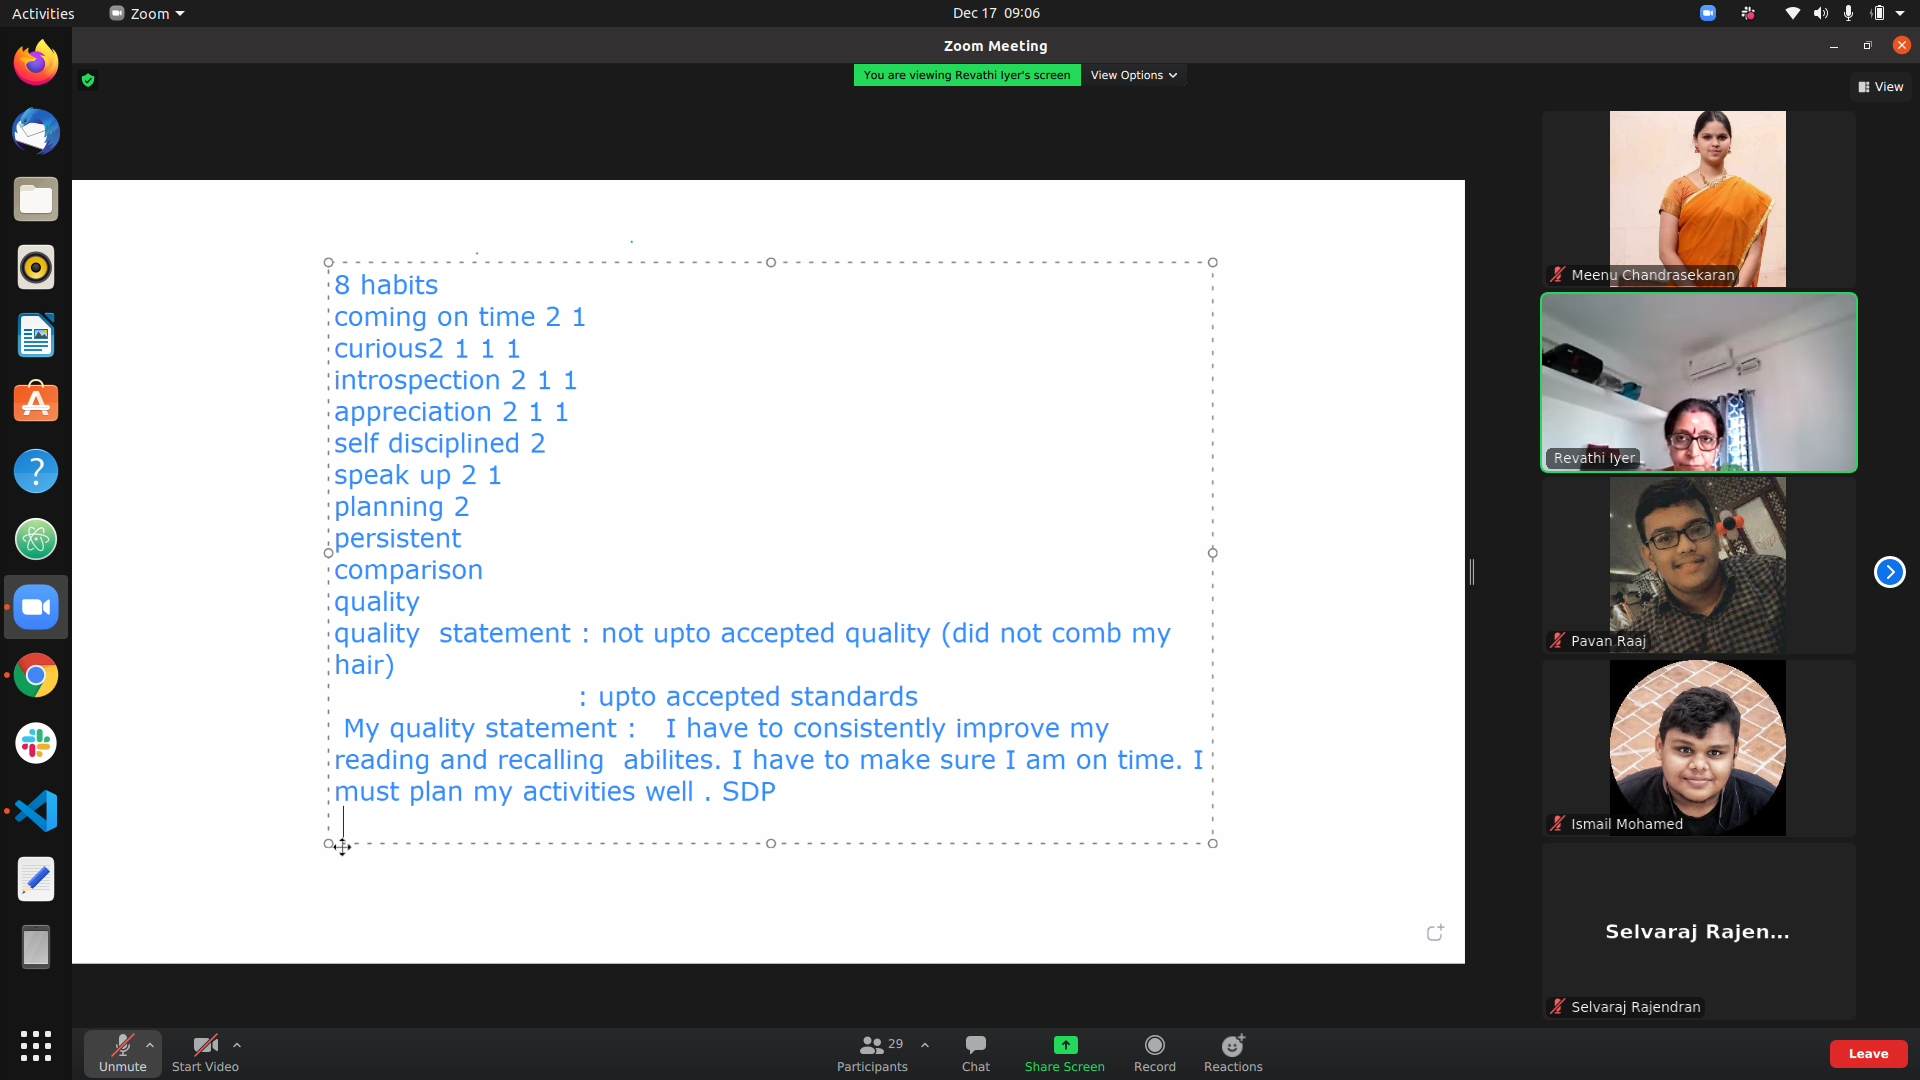 Activities Zoom Dec 17 09:06
Zoom Meeting
You are viewing Revathi Iyer's screen View Options
View
8 habits
coming on time 2 1
curious2 1 1 1
introspection 2 1 1
appreciation 2 1 1
self disciplined 2
speak up 2 1
planning 2
persistent
comparison
quality
quality  statement : not upto accepted quality (did not comb my
hair)
: upto accepted standards
My quality statement :   I have to consistently improve my
reading and recalling  abilites. I have to make sure I am on time. I
must plan my activities well . SDP
Meenu Chandrasekaran
Revathi Iyer
Pavan Raaj
Ismail Mohamed
Selvaraj Rajen...
Selvaraj Rajendran
Unmute Start Video Participants 29 Chat Share Screen Record Reactions Leave